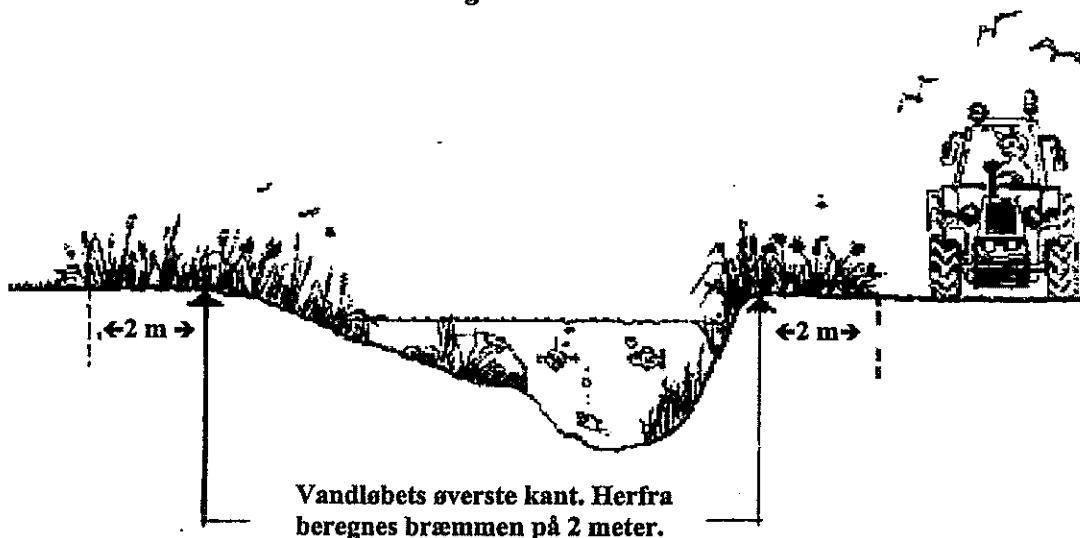 ←2 m→ ←2 m→
Vandløbets øverste kant. Herfra
beregnes bræmmen på 2 meter.